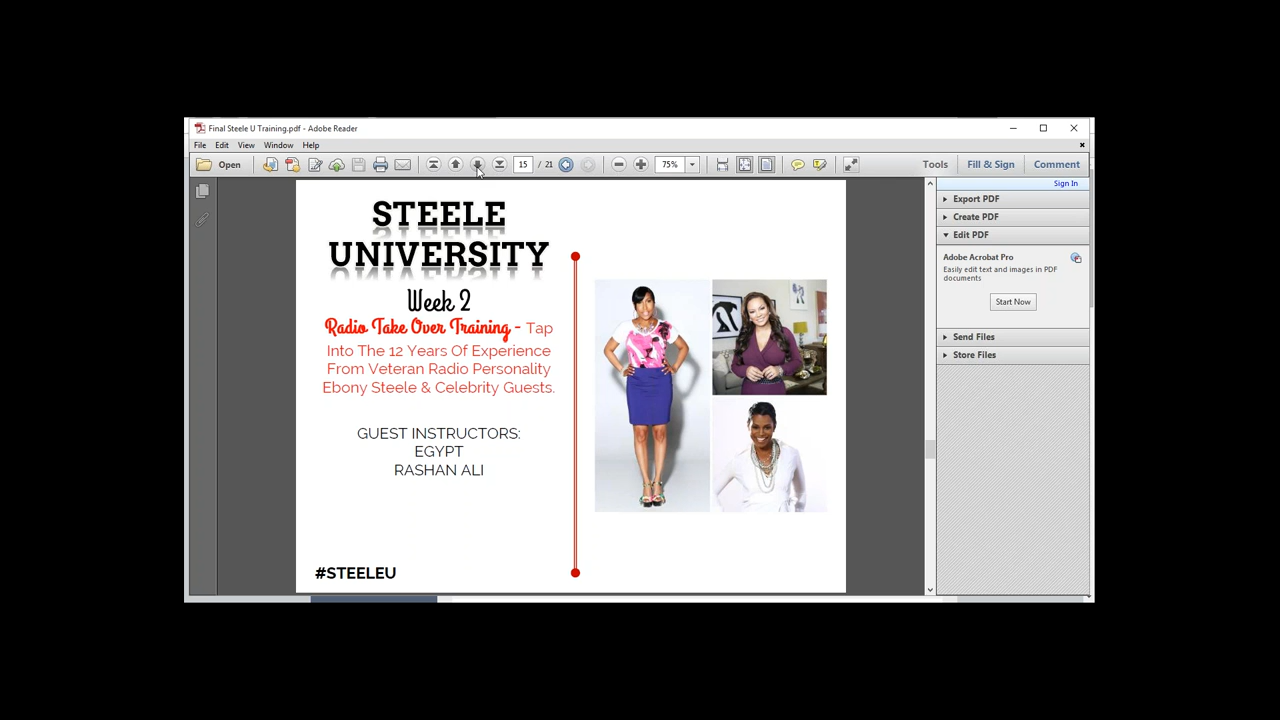 Final Steele U Training.pdf - Adobe Reader
File Edit View Window Help
Open 15 / 21 75% Tools Fill & Sign Comment
Sign In
Export PDF
Create PDF
Edit PDF
Adobe Acrobat Pro
Easily edit text and images in PDF
documents
Start Now
Send Files
Store Files
STEELE
UNIVERSITY
Week 2
Radio Take Over Training - Tap
Into The 12 Years Of Experience
From Veteran Radio Personality
Ebony Steele & Celebrity Guests.
GUEST INSTRUCTORS:
EGYPT
RASHAN ALI
#STEELEU